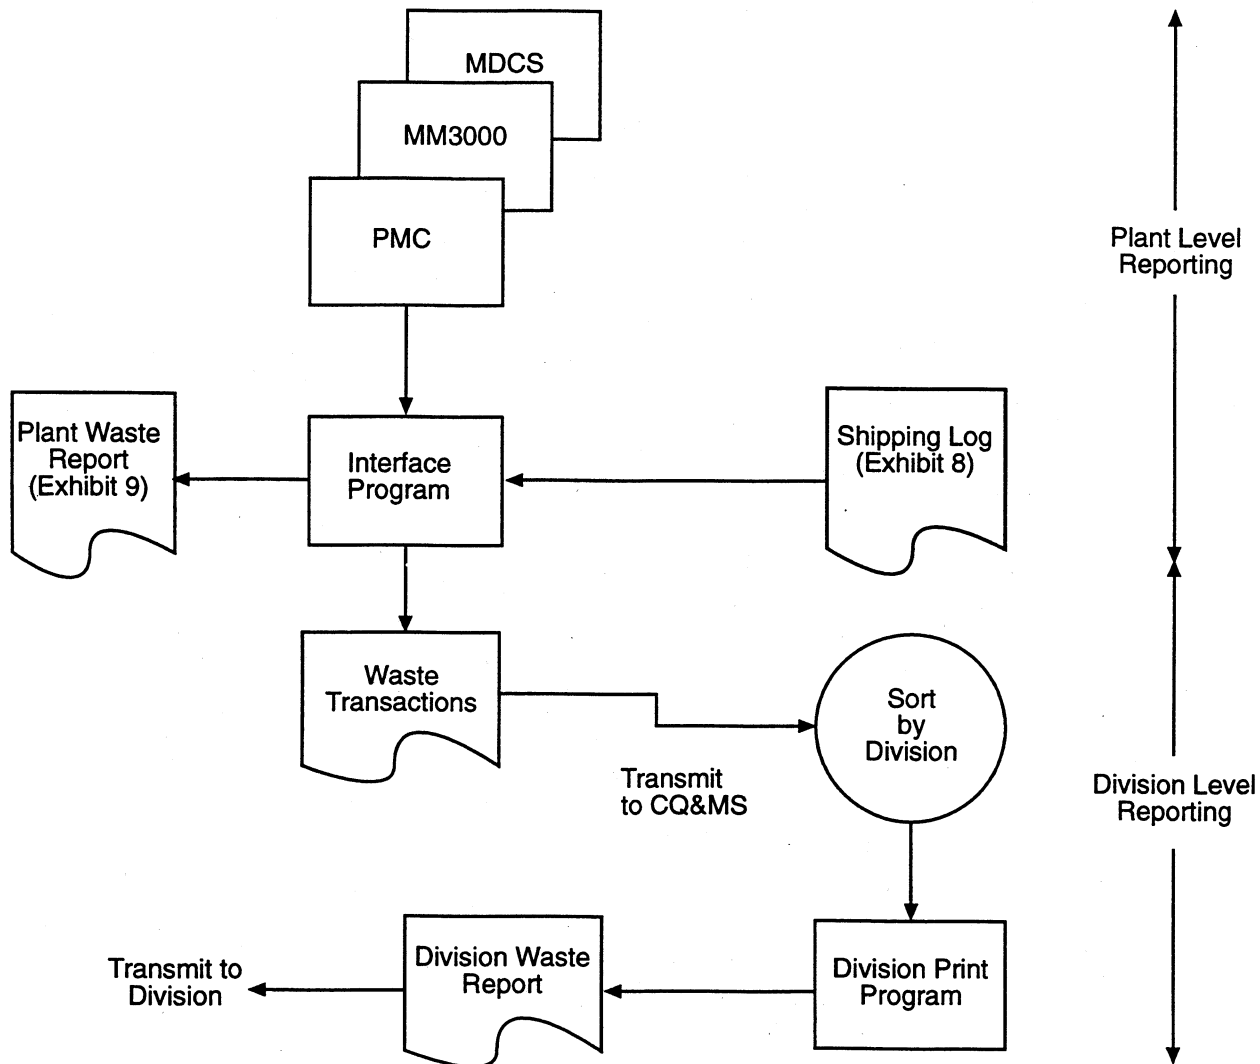 MDCS
MM3000
PMC
Plant Level
Reporting
Plant Waste
Report
(Exhibit 9)
Interface
Program
Shipping Log
(Exhibit 8)
Waste
Transactions
Sort
by
Division
Transmit
to CQ&MS
Division Level
Reporting
Transmit to
Division
Division Waste
Report
Division Print
Program